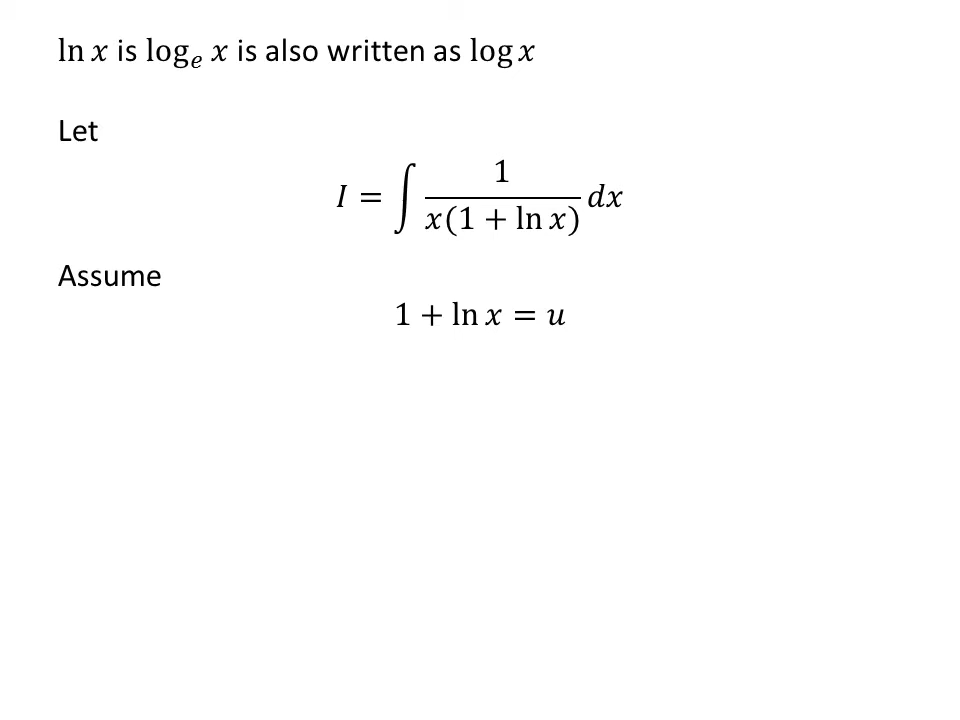 ln 𝑥 is logₑ 𝑥 is also written as log 𝑥
Let
𝐼 = ∫ 1 / 𝑥(1 + ln 𝑥) 𝑑𝑥
Assume
1 + ln 𝑥 = 𝑢